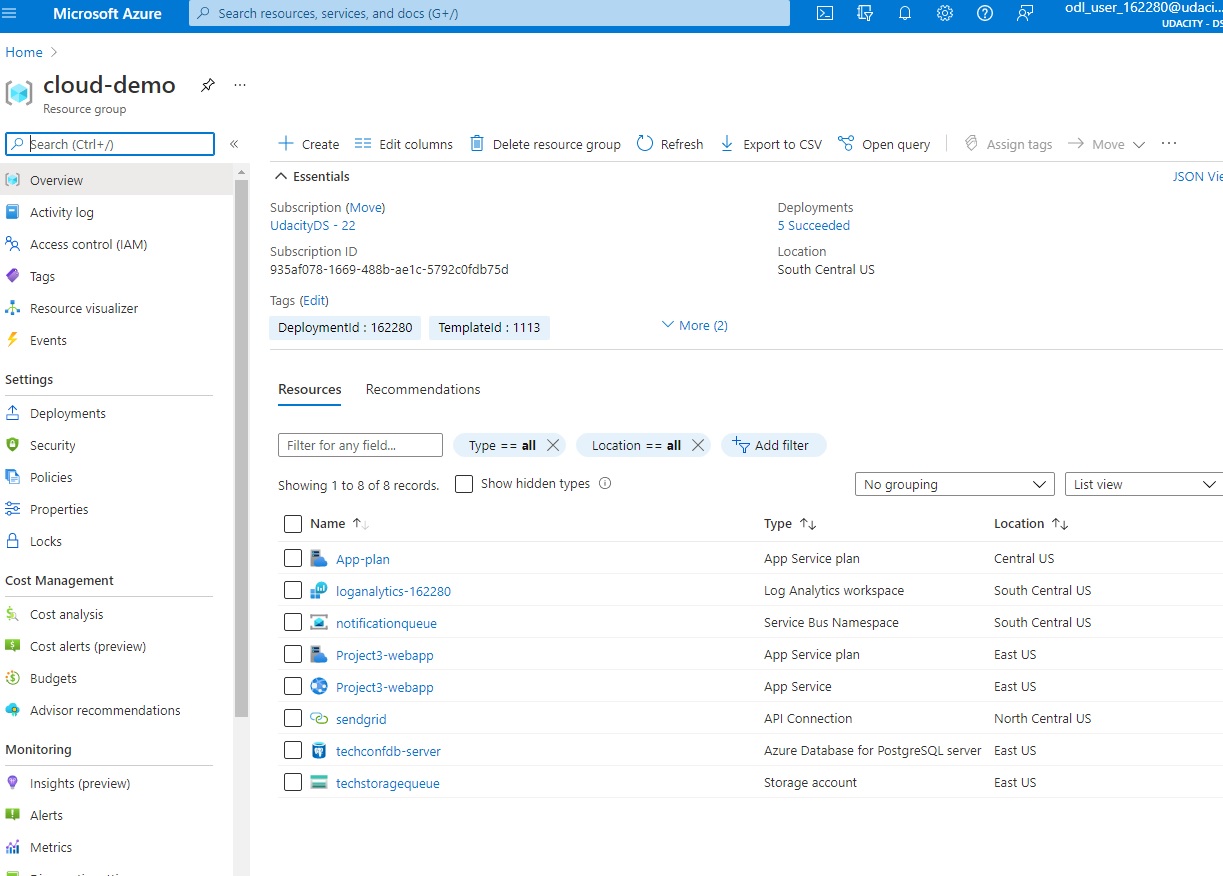 Microsoft Azure
Search resources, services, and docs (G+/)
odl_user_162280@udaci...
UDACITY - DS
Home
cloud-demo
...
Resource group
Search (Ctrl+/)
«
Overview
Activity log
Access control (IAM)
Tags
Resource visualizer
Events
Settings
Deployments
Security
Policies
Properties
Locks
Cost Management
Cost analysis
Cost alerts (preview)
Budgets
Advisor recommendations
Monitoring
Insights (preview)
Alerts
Metrics
Create Edit columns Delete resource group Refresh Export to CSV Open query Assign tags Move ...
Essentials
JSON Vie
Subscription (Move)
UdacityDS - 22
Subscription ID
935af078-1669-488b-ae1c-5792c0fdb75d
Deployments
5 Succeeded
Location
South Central US
Tags (Edit)
DeploymentId : 162280 TemplateId : 1113 More (2)
Resources Recommendations
Filter for any field... Type == all Location == all Add filter
Showing 1 to 8 of 8 records. Show hidden types No grouping List view
Name Type Location
App-plan App Service plan Central US
loganalytics-162280 Log Analytics workspace South Central US
notificationqueue Service Bus Namespace South Central US
Project3-webapp App Service plan East US
Project3-webapp App Service East US
sendgrid API Connection North Central US
techconfdb-server Azure Database for PostgreSQL server East US
techstoragequeue Storage account East US